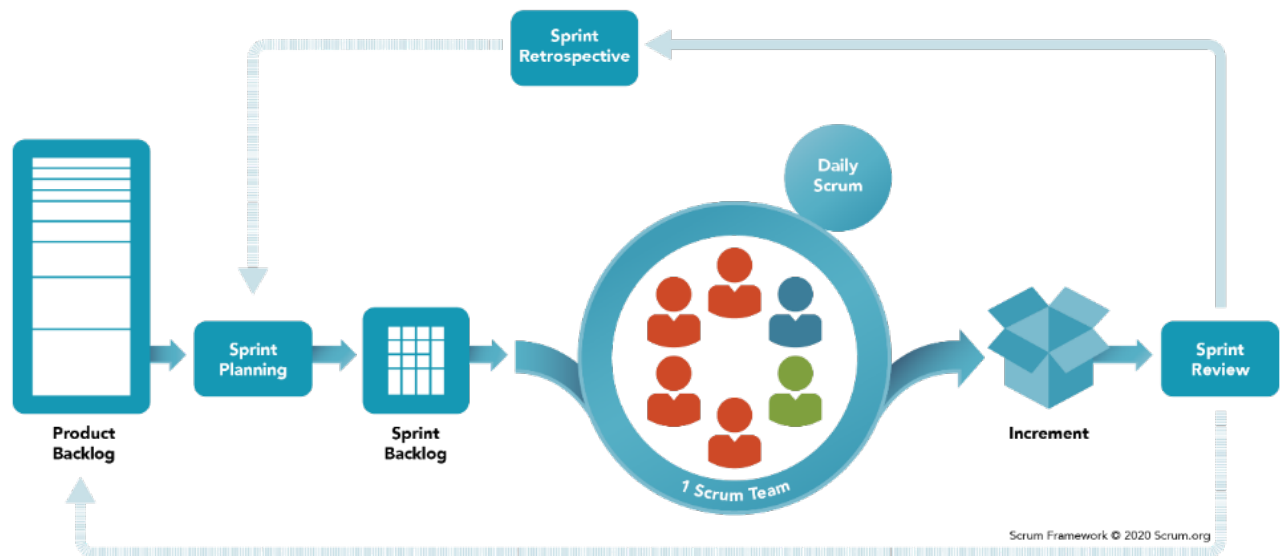 Sprint
Retrospective
Daily
Scrum
Sprint
Planning
Sprint
Review
Product
Backlog
Sprint
Backlog
Increment
1 Scrum Team
Scrum Framework © 2020 Scrum.org